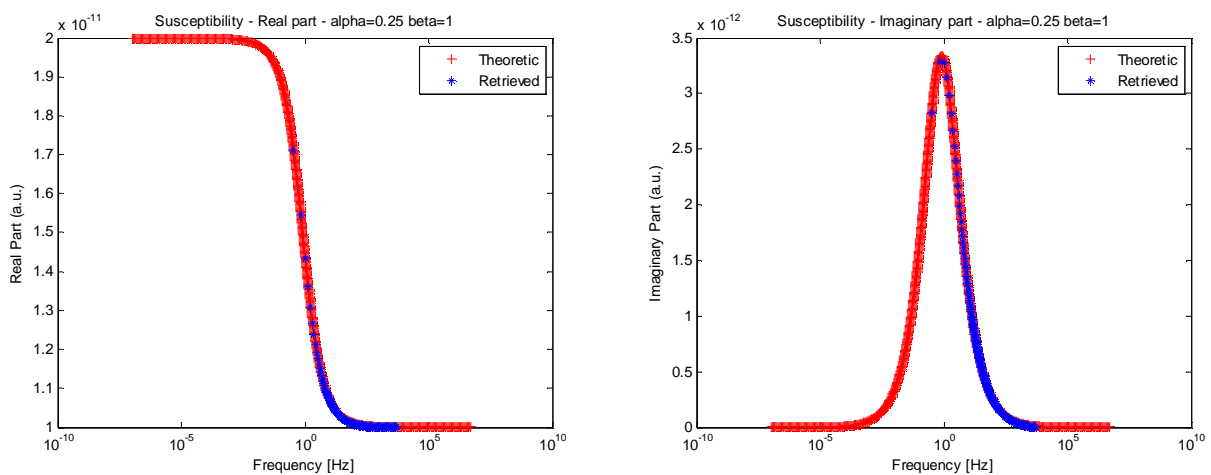 Susceptibility - Real part - alpha=0.25 beta=1
x 10^-11
2
1.9
1.8
1.7
1.6
1.5
1.4
1.3
1.2
1.1
1
Real Part (a.u.)
Theoretic
Retrieved
10^-10
10^-5
10^0
10^5
10^10
Frequency [Hz]
Susceptibility - Imaginary part - alpha=0.25 beta=1
x 10^-12
3.5
3
2.5
2
1.5
1
0.5
0
Imaginary Part (a.u.)
Theoretic
Retrieved
10^-10
10^-5
10^0
10^5
10^10
Frequency [Hz]